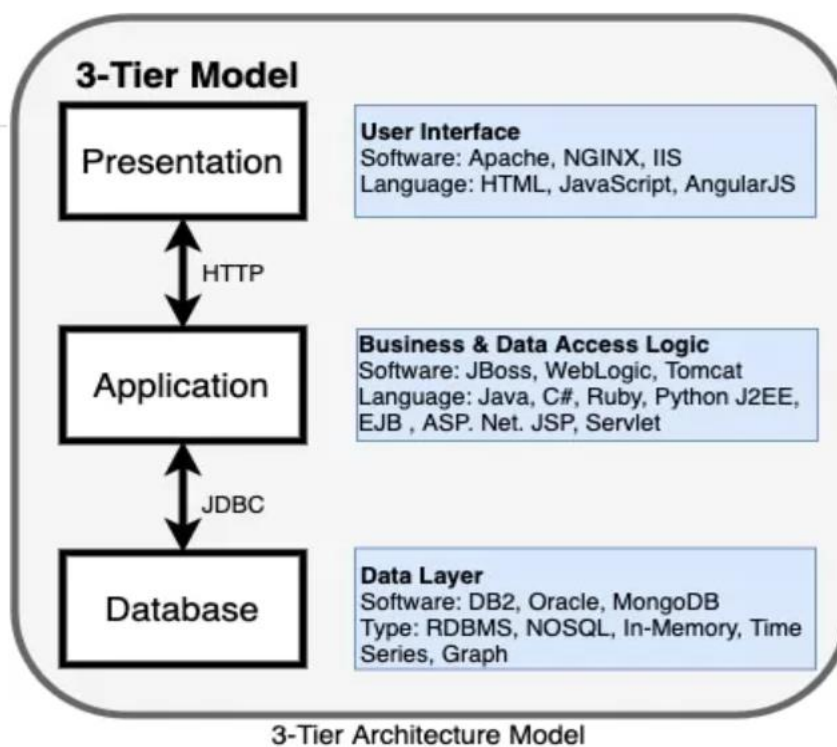 3-Tier Model
Presentation
User Interface
Software: Apache, NGINX, IIS
Language: HTML, JavaScript, AngularJS
HTTP
Application
Business & Data Access Logic
Software: JBoss, WebLogic, Tomcat
Language: Java, C#, Ruby, Python J2EE,
EJB , ASP. Net. JSP, Servlet
JDBC
Database
Data Layer
Software: DB2, Oracle, MongoDB
Type: RDBMS, NOSQL, In-Memory, Time
Series, Graph
3-Tier Architecture Model